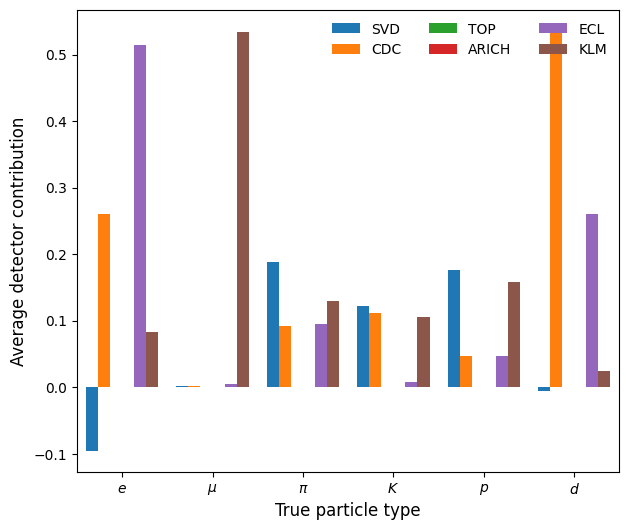 SVD TOP ECL
CDC ARICH KLM
0.5
0.4
0.3
0.2
0.1
0.0
−0.1
Average detector contribution
e μ π K p d
True particle type